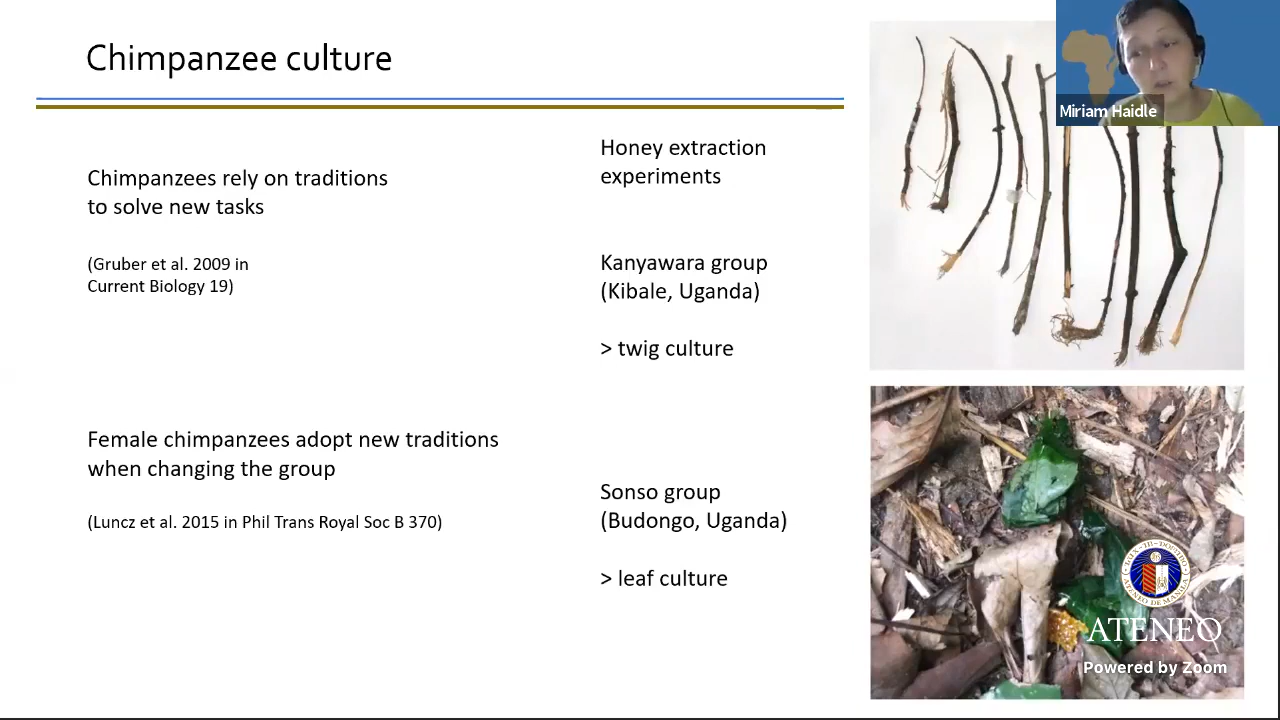 Chimpanzee culture
Chimpanzees rely on traditions
to solve new tasks
(Gruber et al. 2009 in
Current Biology 19)
Female chimpanzees adopt new traditions
when changing the group
(Luncz et al. 2015 in Phil Trans Royal Soc B 370)
Honey extraction
experiments
Kanyawara group
(Kibale, Uganda)
> twig culture
Sonso group
(Budongo, Uganda)
> leaf culture
Miriam Haidle
ATENEO
Powered by Zoom